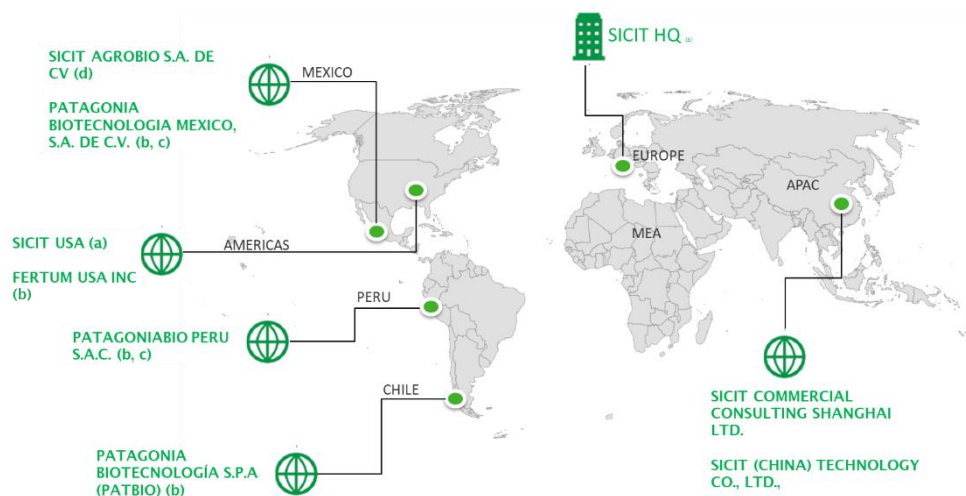 SICIT HQ
SICIT AGROBIO S.A. DE
CV (d)
MEXICO
PATAGONIA
BIOTECNOLOGIA MEXICO,
S.A. DE C.V. (b, c)
EUROPE
APAC
MEA
SICIT USA (a)
AMERICAS
FERTUM USA INC
(b)
PERU
PATAGONIABIO PERU
S.A.C. (b, c)
CHILE
SICIT COMMERCIAL
CONSULTING SHANGHAI
LTD.
PATAGONIA
BIOTECNOLOGÍA S.P.A
(PATBIO) (b)
SICIT (CHINA) TECHNOLOGY
CO., LTD.,